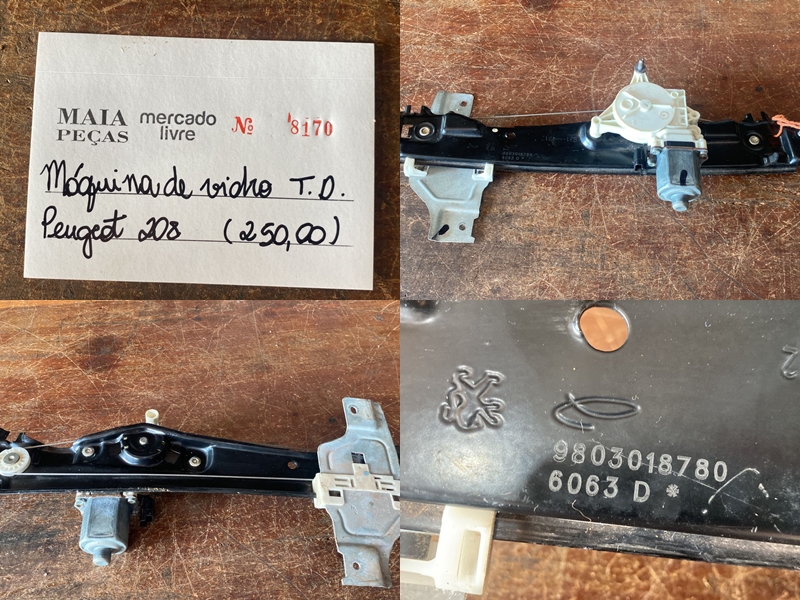 MAIA
PEÇAS
mercado
livre
Nº 8170
Máquina de vidro T.D.
Peugeot 208 (250,00)
9803018780
6063 D *